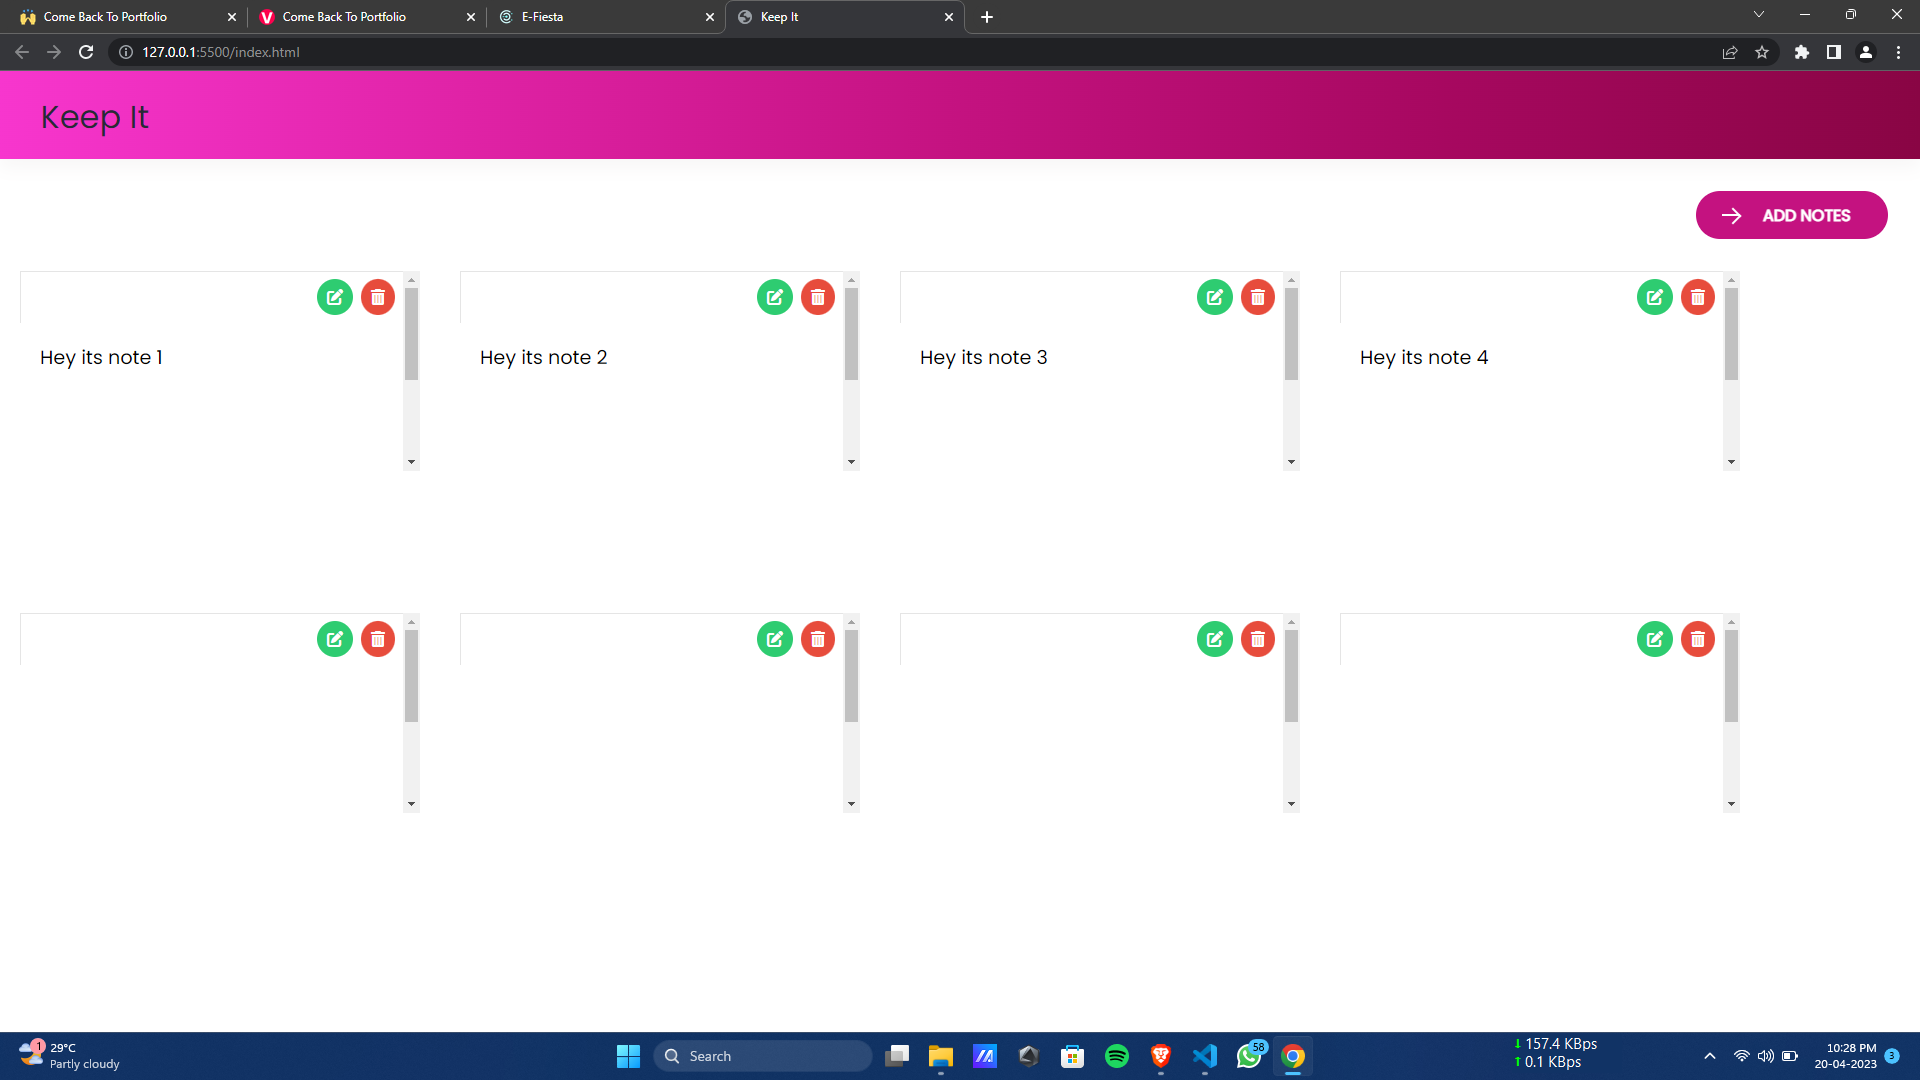 Come Back To Portfolio
Come Back To Portfolio
E-Fiesta
Keep It
127.0.0.1:5500/index.html
Keep It
ADD NOTES
Hey its note 1
Hey its note 2
Hey its note 3
Hey its note 4
1
29°C
Partly cloudy
Search
58
157.4 KBps
0.1 KBps
10:28 PM
20-04-2023
3